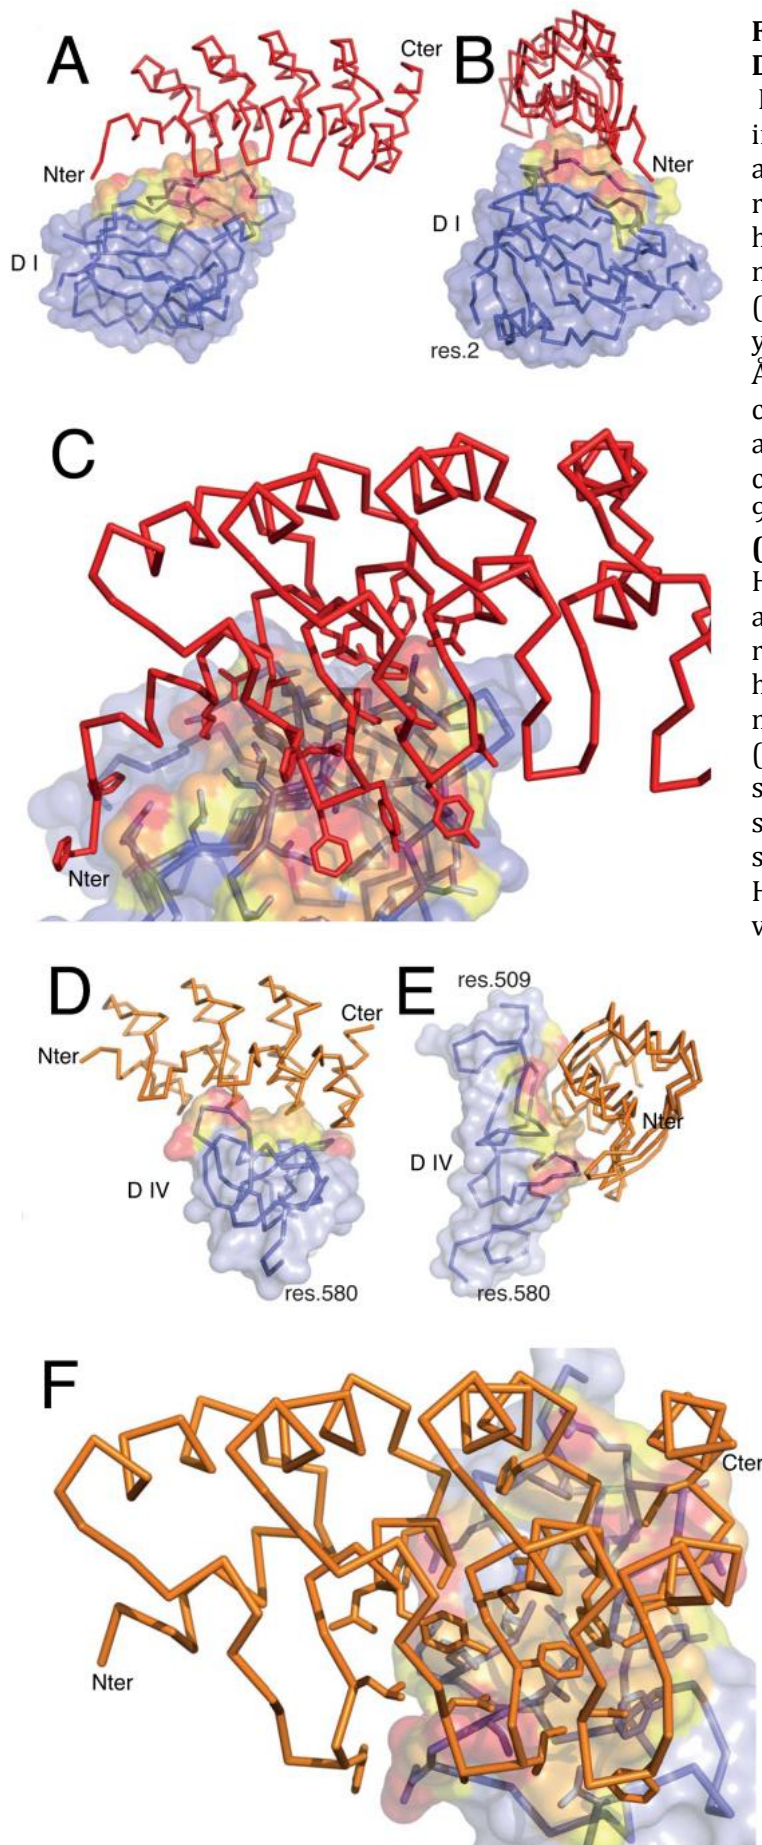 A
Cter
B
Nter
Nter
D I
D I
res.2
C
Nter
D
E
res.509
Cter
Nter
Nter
D IV
D IV
res.580
res.580
F
Cter
Nter